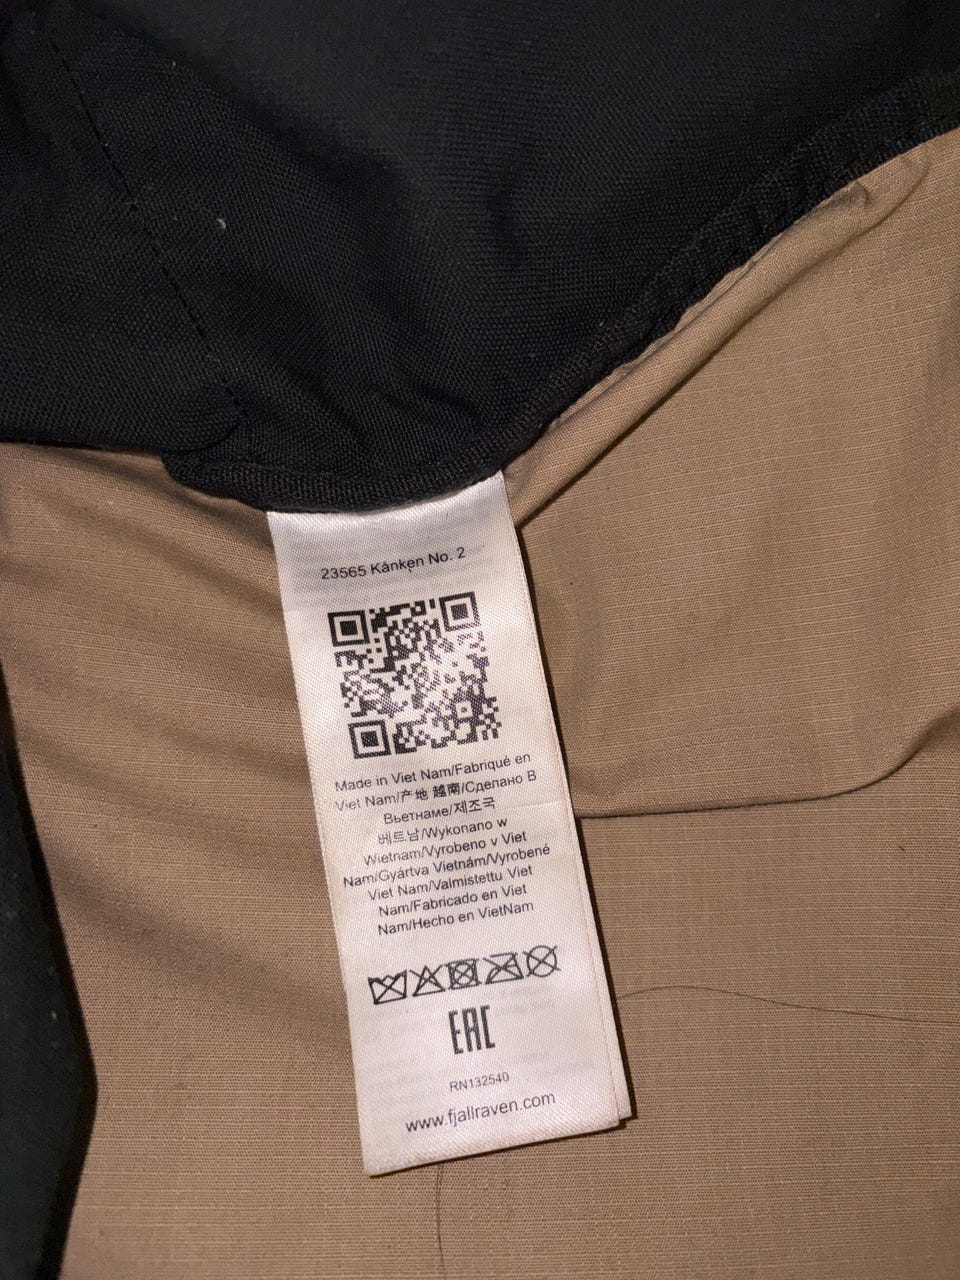 23565 Kånken No. 2
Made in Viet Nam/Fabriqué en
Viet Nam/产地 越南/Сделано В
Вьетнаме/제조국
베트남/Wykonano w
Wietnam/Vyrobeno v Viet
Nam/Gyártva Vietnám/Vyrobené
Viet Nam/Valmistettu Viet
Nam/Fabricado en Viet
Nam/Hecho en VietNam
EAC
RN132540
www.fjallraven.com